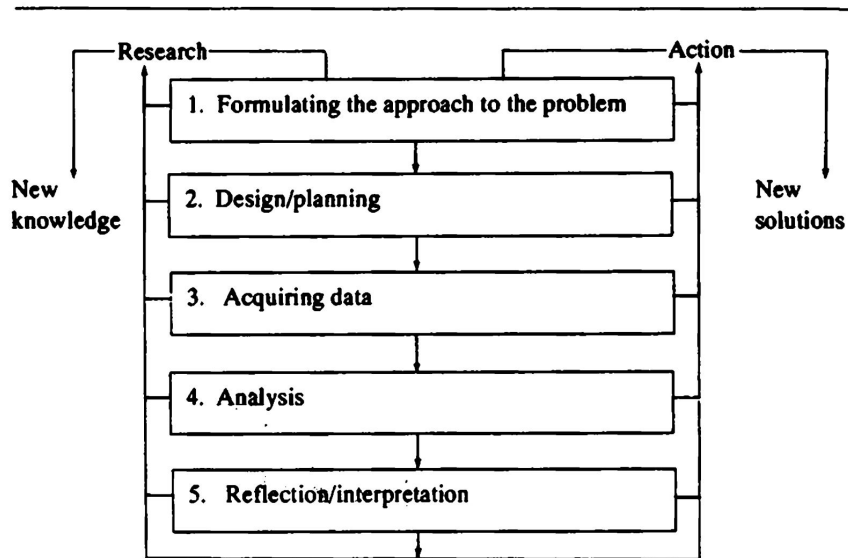 Research
Action
1. Formulating the approach to the problem
New
knowledge
2. Design/planning
New
solutions
3. Acquiring data
4. Analysis
5. Reflection/interpretation